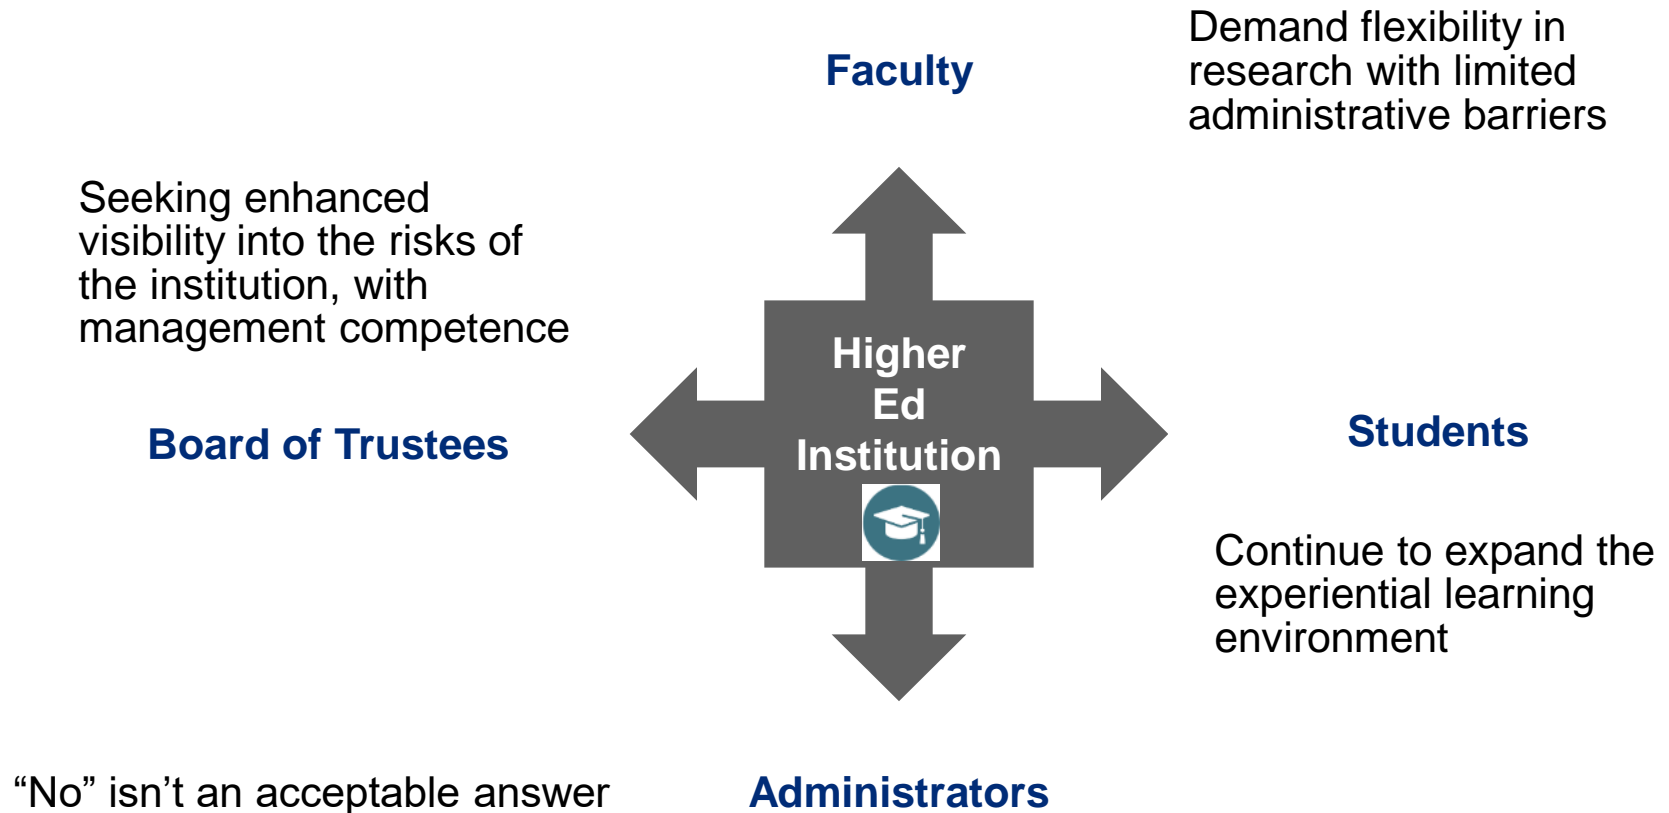 Faculty
Demand flexibility in
research with limited
administrative barriers
Seeking enhanced
visibility into the risks of
the institution, with
management competence
Board of Trustees
Higher
Ed
Institution
Students
Continue to expand the
experiential learning
environment
“No” isn’t an acceptable answer
Administrators